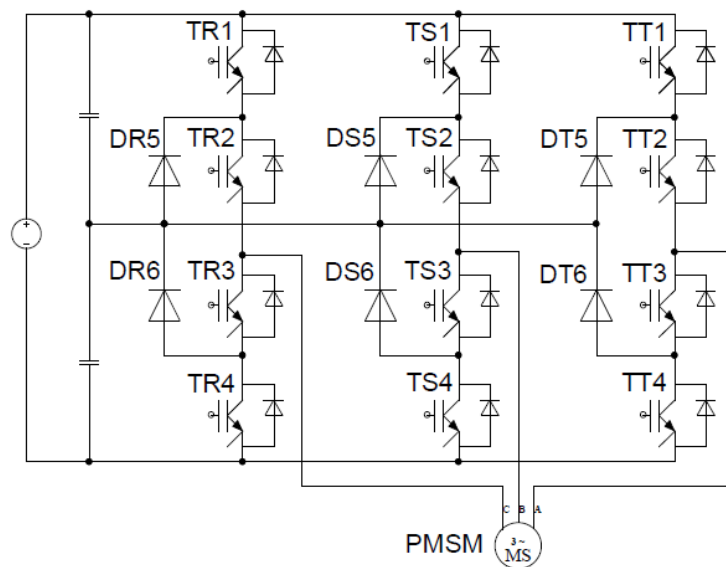 TR1 TS1 TT1
DR5 TR2 DS5 TS2 DT5 TT2
+
−
DR6 TR3 DS6 TS3 DT6 TT3
TR4 TS4 TT4
C B A
PMSM 3~
MS